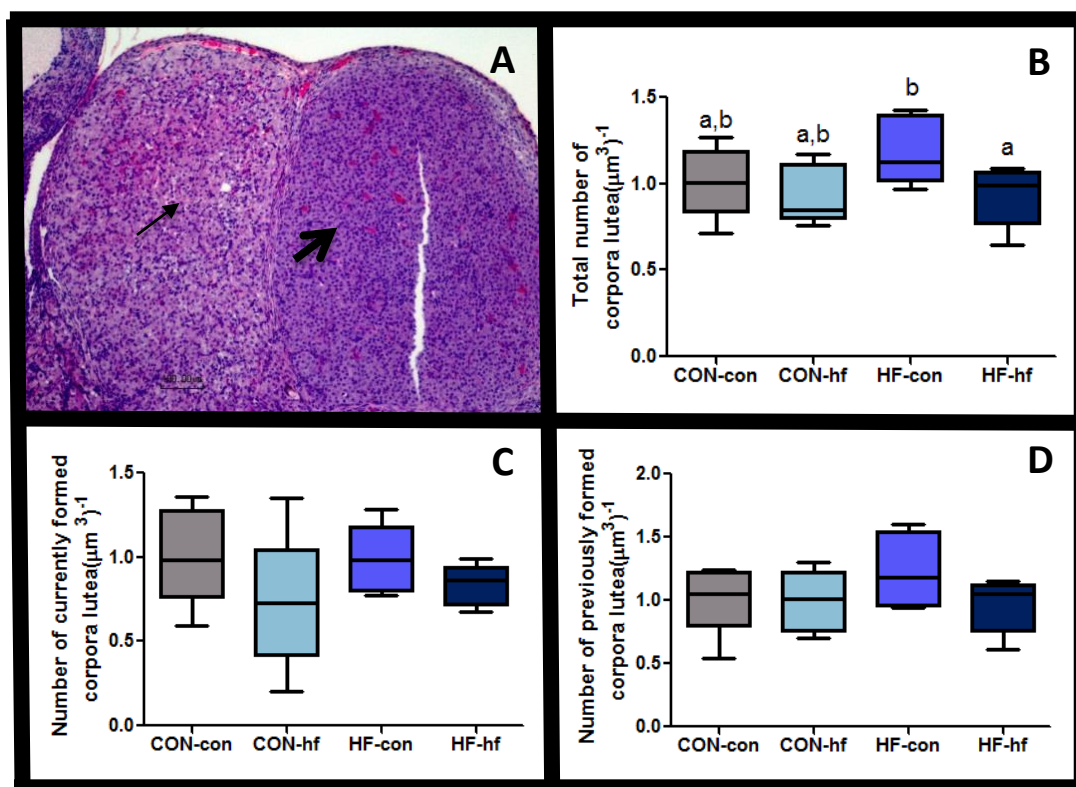 A
B
Total number of
corpora lutea(µm³)-1
1.5
1.0
0.5
0.0
a,b
a,b
b
a
CON-con
CON-hf
HF-con
HF-hf
C
Number of currently formed
corpora lutea(µm³)-1
1.5
1.0
0.5
0.0
CON-con
CON-hf
HF-con
HF-hf
D
Number of previously formed
corpora lutea(µm³)-1
2.0
1.5
1.0
0.5
0.0
CON-con
CON-hf
HF-con
HF-hf